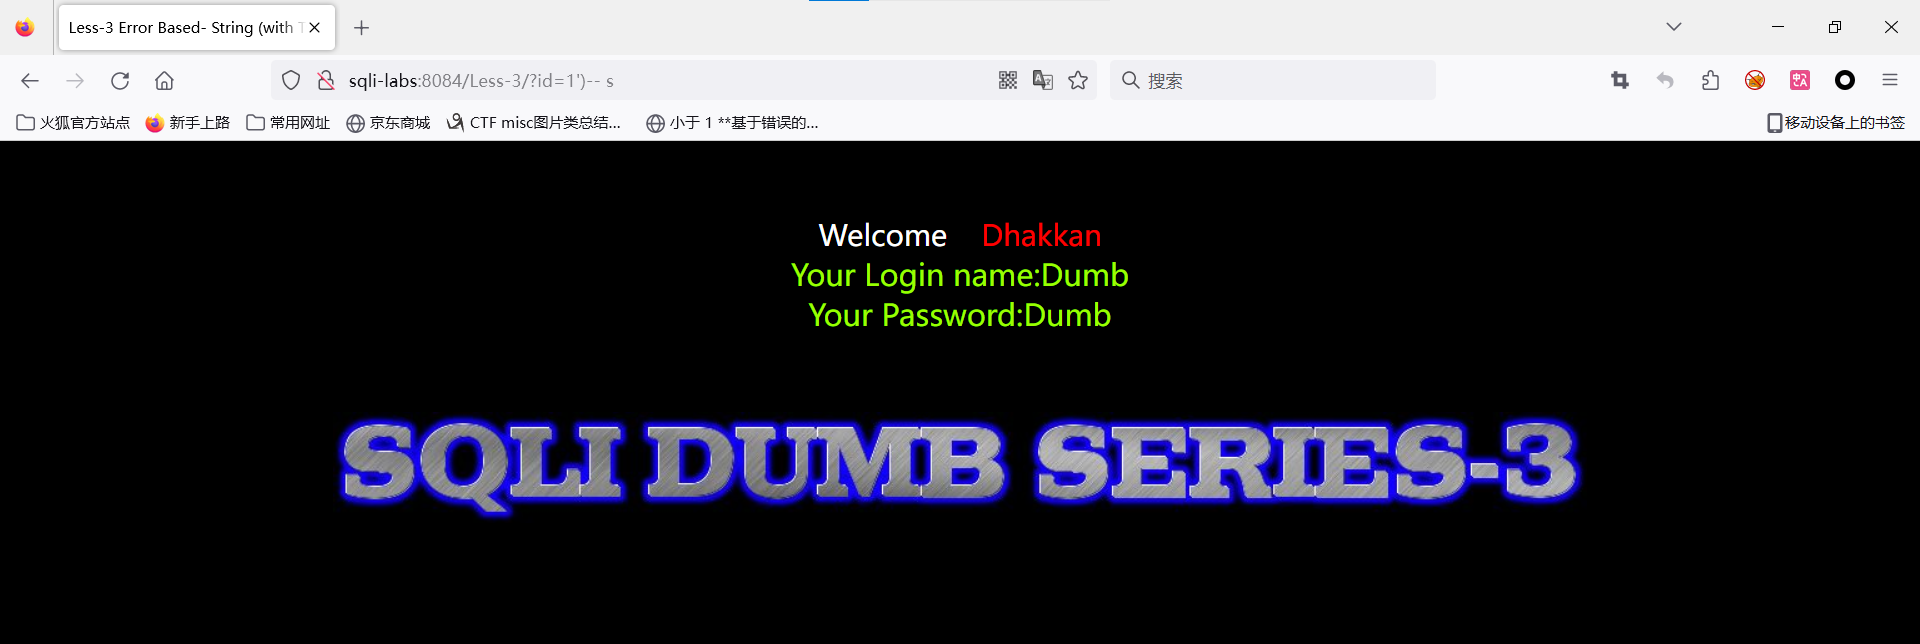 Less-3 Error Based- String (with T
sqli-labs:8084/Less-3/?id=1')-- s
搜索
火狐官方站点 新手上路 常用网址 京东商城 CTF misc图片类总结... 小于 1 **基于错误的... 移动设备上的书签
Welcome Dhakkan
Your Login name:Dumb
Your Password:Dumb
SQLI DUMB SERIES-3